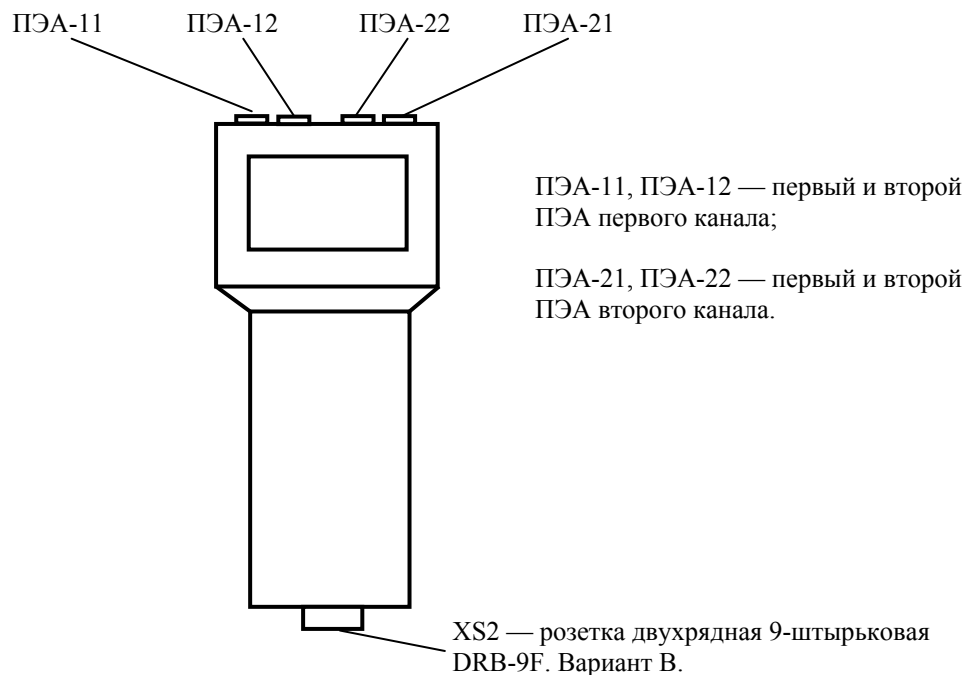 ПЭА-11 ПЭА-12 ПЭА-22 ПЭА-21
ПЭА-11, ПЭА-12 — первый и второй
ПЭА первого канала;
ПЭА-21, ПЭА-22 — первый и второй
ПЭА второго канала.
XS2 — розетка двухрядная 9-штырьковая
DRB-9F. Вариант В.